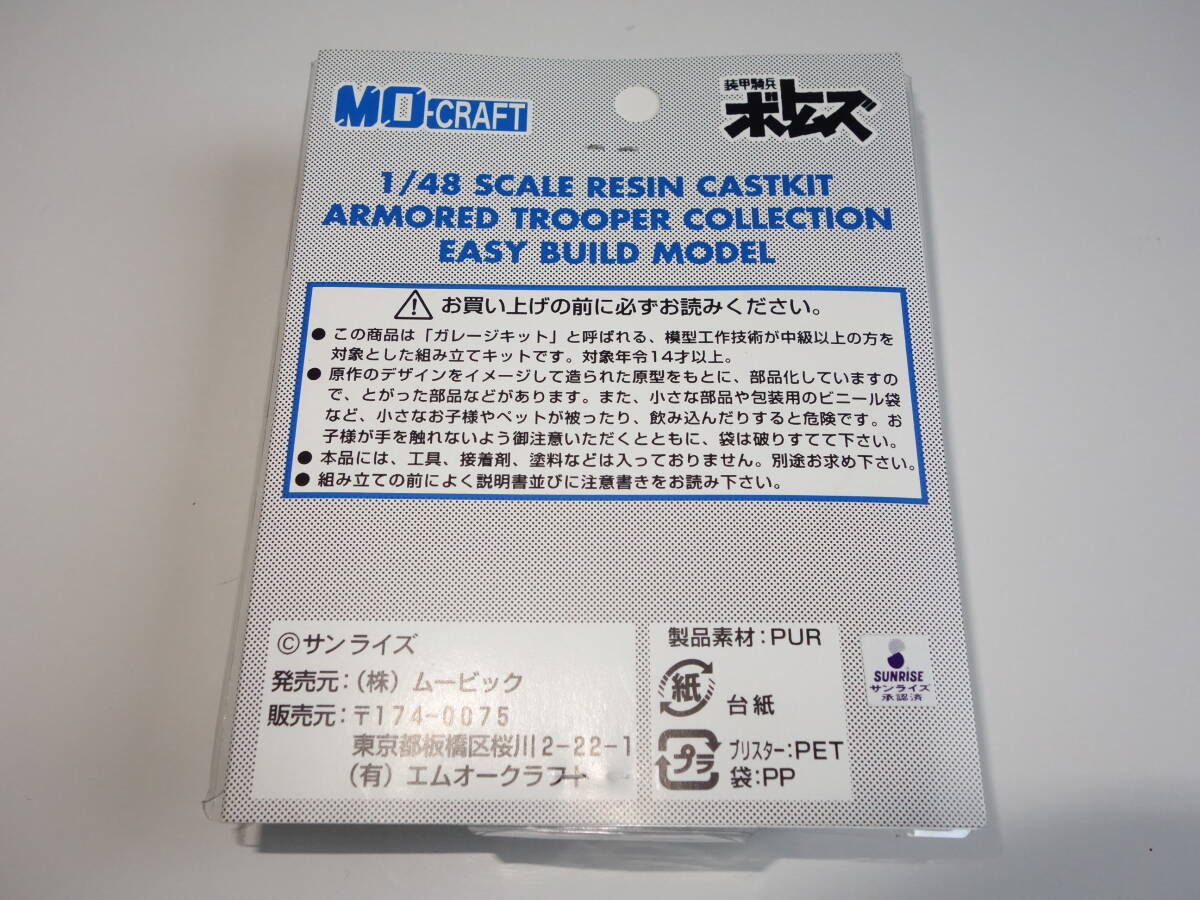 MO-CRAFT
装甲騎兵
ボトムズ
1/48 SCALE RESIN CASTKIT
ARMORED TROOPER COLLECTION
EASY BUILD MODEL
お買い上げの前に必ずお読みください。
● この商品は「ガレージキット」と呼ばれる、模型工作技術が中級以上の方を
対象とした組み立てキットです。対象年令14才以上。
● 原作のデザインをイメージして造られた原型をもとに、部品化していますの
で、とがった部品などがあります。また、小さな部品や包装用のビニール袋
など、小さなお子様やペットが被ったり、飲み込んだりすると危険です。お
子様が手を触れないよう御注意いただくとともに、袋は破りすてて下さい。
● 本品には、工具、接着剤、塗料などは入っておりません。別途お求め下さい。
● 組み立ての前によく説明書並びに注意書きをお読み下さい。
©サンライズ
発売元：(株) ムービック
販売元：〒174-0075
東京都板橋区桜川2-22-1
(有) エムオークラフト
製品素材：PUR
紙
台紙
プラ
ブリスター：PET
袋：PP
SUNRISE
サンライズ
承認済